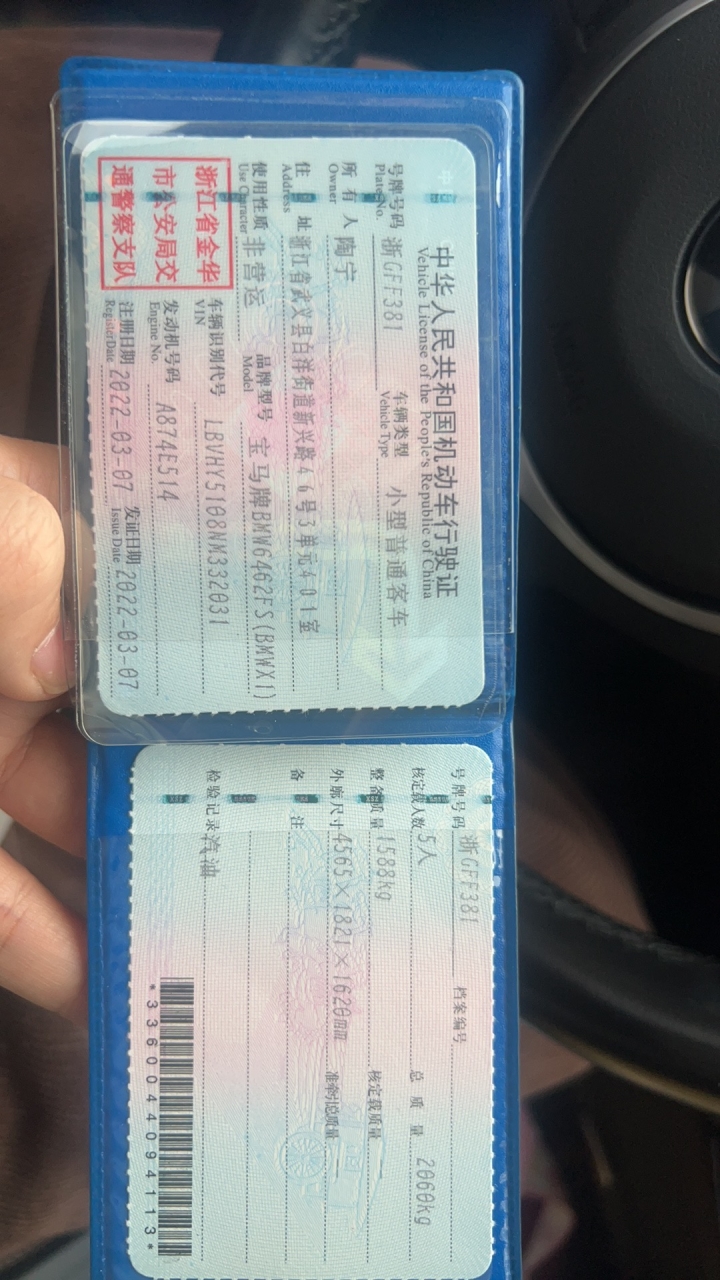 中华人民共和国机动车行驶证
Vehicle License of the People's Republic of China
号牌号码 浙GFF381 车辆类型 小型普通客车
Plate No. Vehicle Type
所有人 陶宁
Owner
住址 浙江省武义县白洋街道新兴路46号3单元401室
Address
使用性质 非营运 品牌型号 宝马牌BMW6462FS(BMWX1)
Use Character Model
浙江省金华
市公安局交
通警察支队
车辆识别代号 LBVHY5108NM332031
VIN
发动机号码 A874E514
Engine No.
注册日期 2022-03-07 发证日期 2022-03-07
Register Date Issue Date
号牌号码 浙GFF381 档案编号
核定载人数 5人 总质量 2060kg
整备质量 1588kg 核定载质量
外廓尺寸 4565×1821×1620mm 准牵引总质量
备注
检验记录 汽油
*3360040940113*